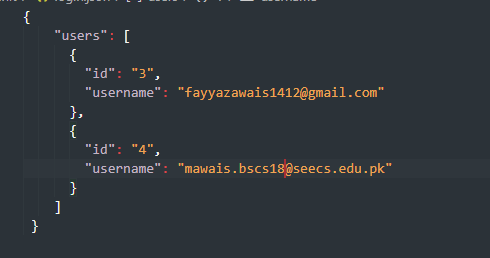 {
"users": [
{
"id": "3",
"username": "fayyazawais1412@gmail.com"
},
{
"id": "4",
"username": "mawais.bscs18@seecs.edu.pk"
}
]
}